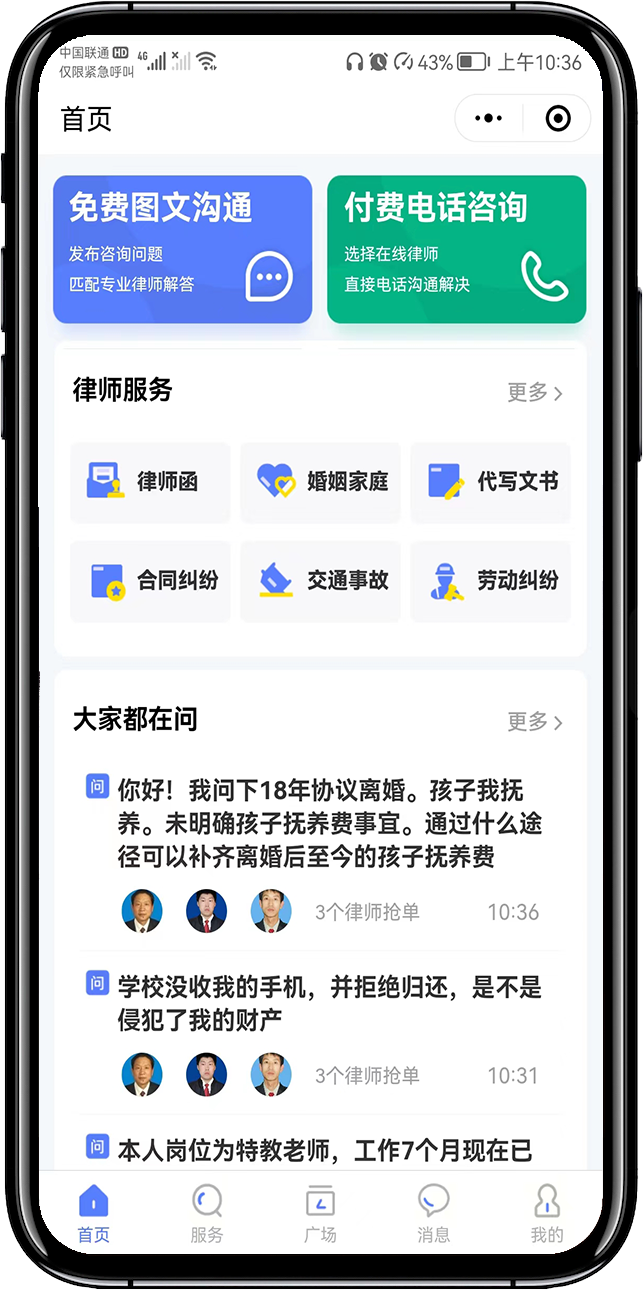 中国联通 HD 4G 43% 上午10:36
仅限紧急呼叫
首页
免费图文沟通
发布咨询问题
匹配专业律师解答
付费电话咨询
选择在线律师
直接电话沟通解决
律师服务 更多
律师函 婚姻家庭 代写文书
合同纠纷 交通事故 劳动纠纷
大家都在问 更多
问 你好！我问下18年协议离婚。孩子我抚
养。未明确孩子抚养费事宜。通过什么途
径可以补齐离婚后至今的孩子抚养费
3个律师抢单 10:36
问 学校没收我的手机，并拒绝归还，是不是
侵犯了我的财产
3个律师抢单 10:31
问 本人岗位为特教老师，工作7个月现在已
首页 服务 广场 消息 我的